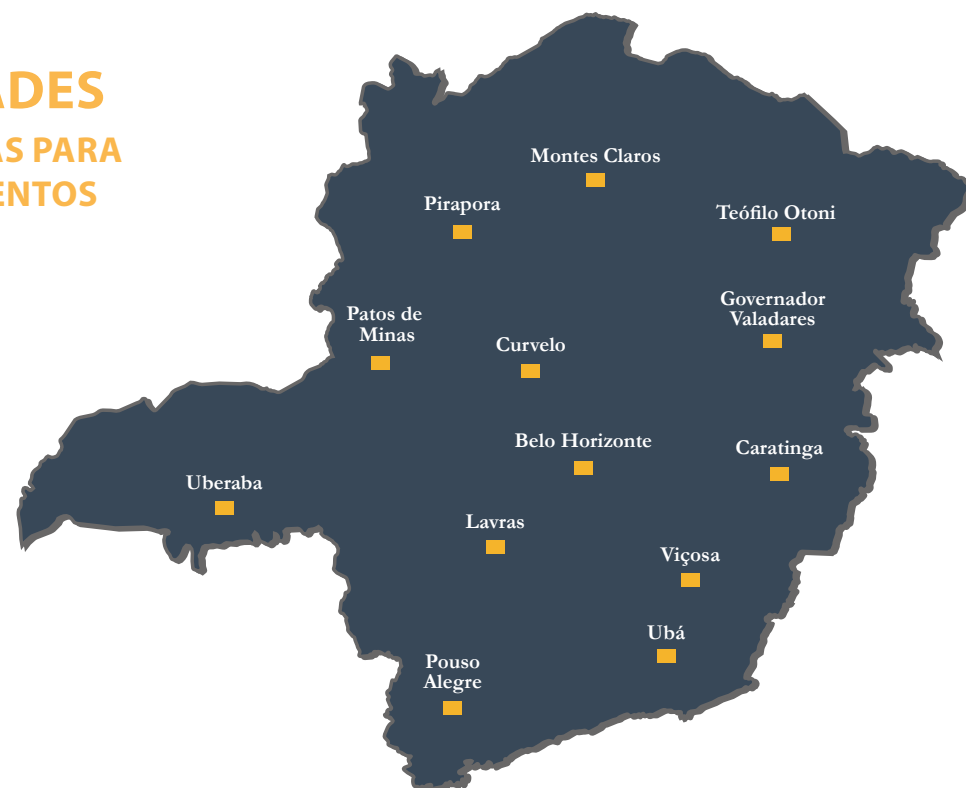 ADES
AS PARA
ENTOS
Montes Claros
Pirapora
Teófilo Otoni
Governador
Valadares
Patos de
Minas
Curvelo
Belo Horizonte
Caratinga
Uberaba
Lavras
Viçosa
Ubá
Pouso
Alegre